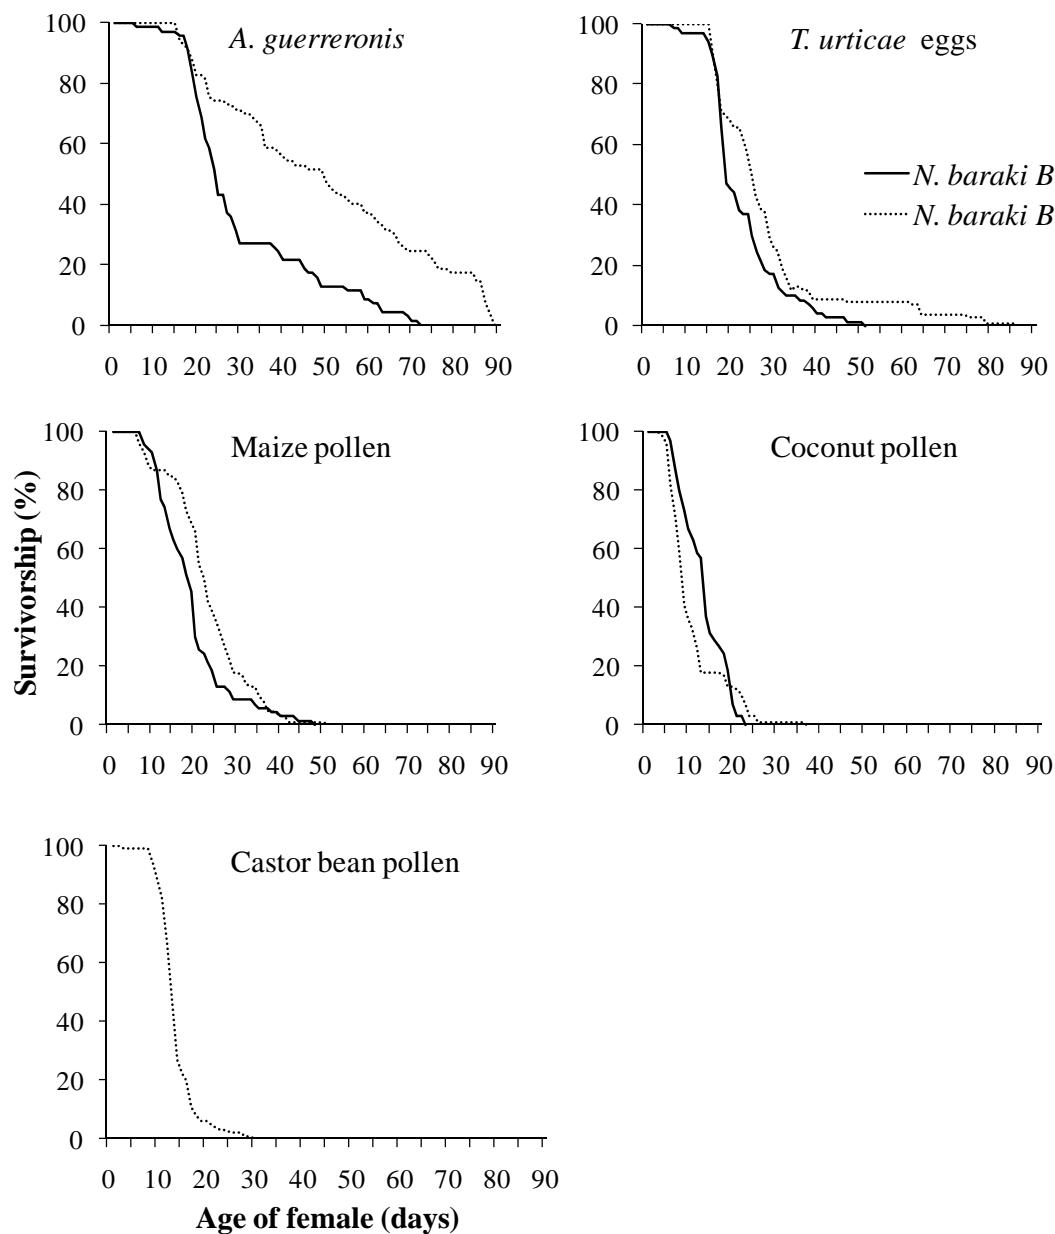 A. guerreronis
100
80
60
40
20
0
0 10 20 30 40 50 60 70 80 90
T. urticae eggs
100
80
60
40
20
0
N. baraki B
N. baraki B
0 10 20 30 40 50 60 70 80 90
Survivorship (%)
Maize pollen
100
80
60
40
20
0
0 10 20 30 40 50 60 70 80 90
Coconut pollen
100
80
60
40
20
0
0 10 20 30 40 50 60 70 80 90
Castor bean pollen
100
80
60
40
20
0
0 10 20 30 40 50 60 70 80 90
Age of female (days)